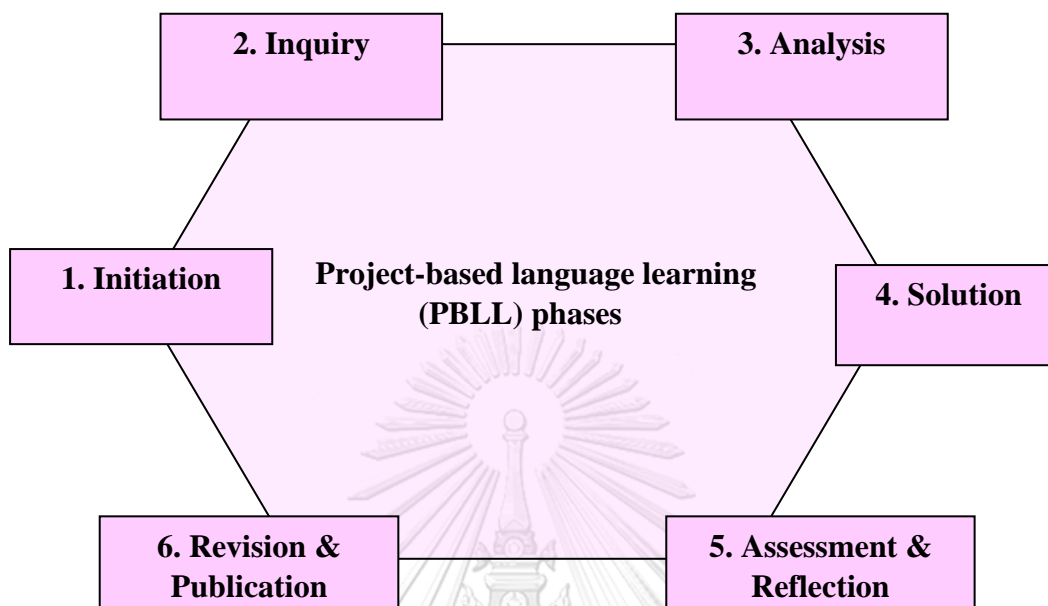 2. Inquiry
3. Analysis
1. Initiation
Project-based language learning
(PBLL) phases
4. Solution
6. Revision &
Publication
5. Assessment &
Reflection